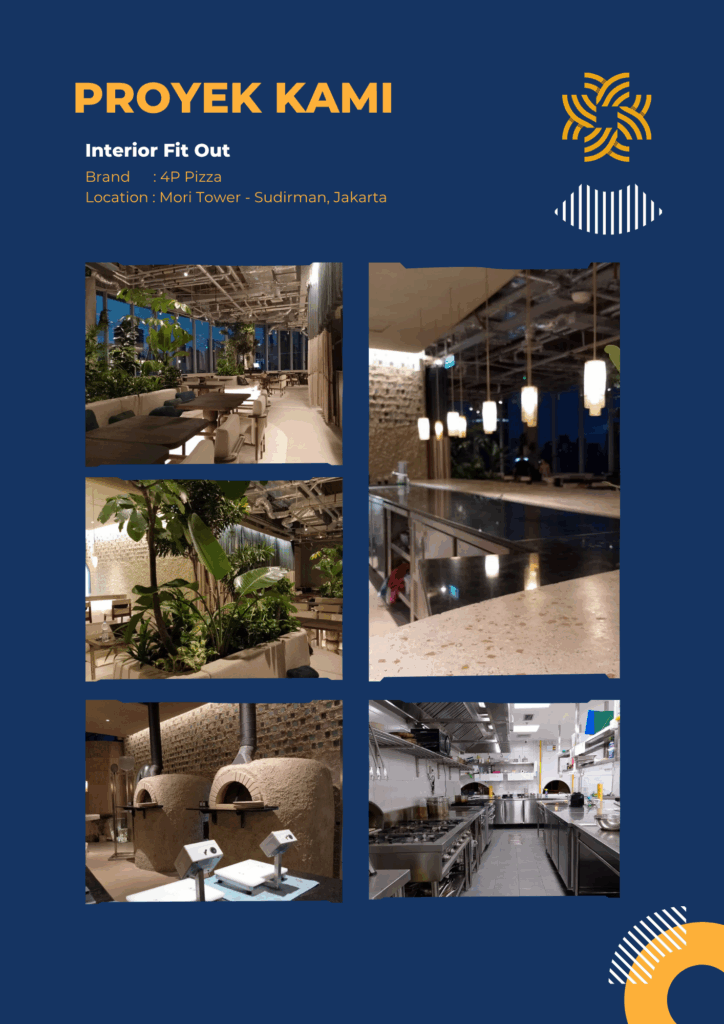 PROYEK KAMI
Interior Fit Out
Brand : 4P Pizza
Location : Mori Tower - Sudirman, Jakarta